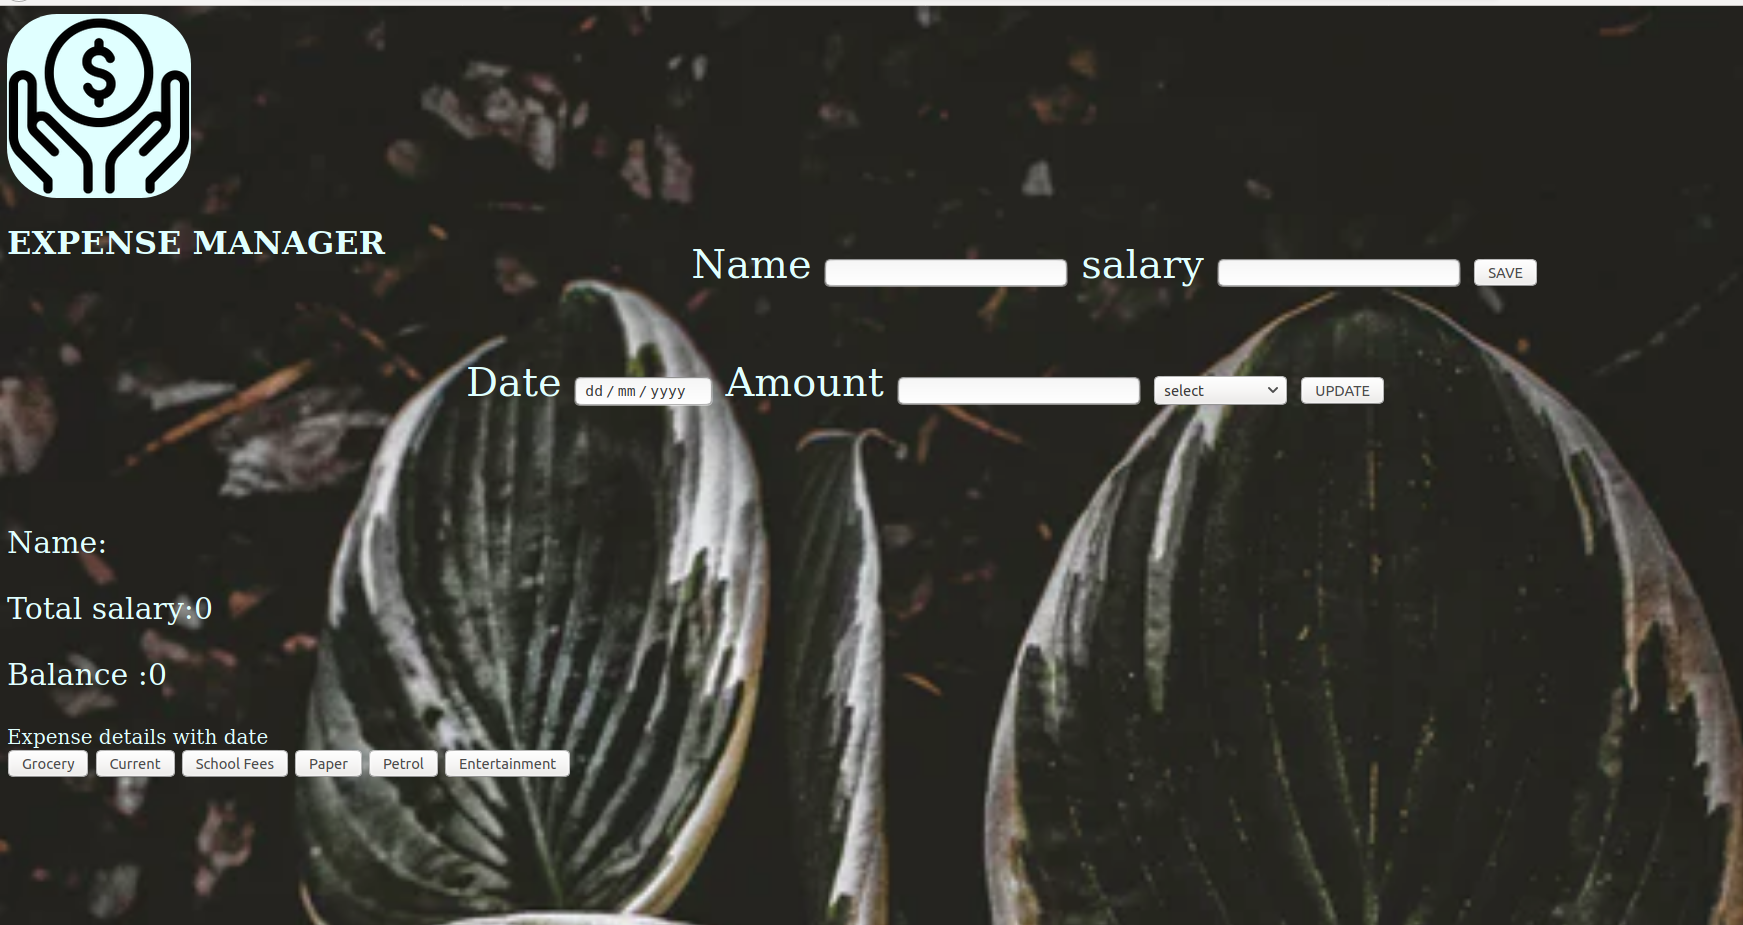 $
EXPENSE MANAGER
Name salary SAVE
Date dd / mm / yyyy Amount select UPDATE
Name:
Total salary:0
Balance :0
Expense details with date
Grocery Current School Fees Paper Petrol Entertainment